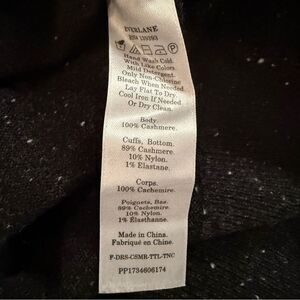 EVERLANE
Hand Wash Cold.
With Like Colors.
Mild Detergent.
Only Non-Chlorine
Bleach When Needed
Lay Flat To Dry.
Cool Iron If Needed
Or Dry Clean.
Body.
100% Cashmere.
Cuffs, Bottom.
89% Cashmere.
10% Nylon.
1% Elastane.
Corps.
100% Cachemire.
Poignets, Bas.
89% Cachemire.
10% Nylon.
1% Élasthanne.
Made in China.
Fabriqué en Chine.
F-DRS-CSMR-TTL-TNC
PP1734606174